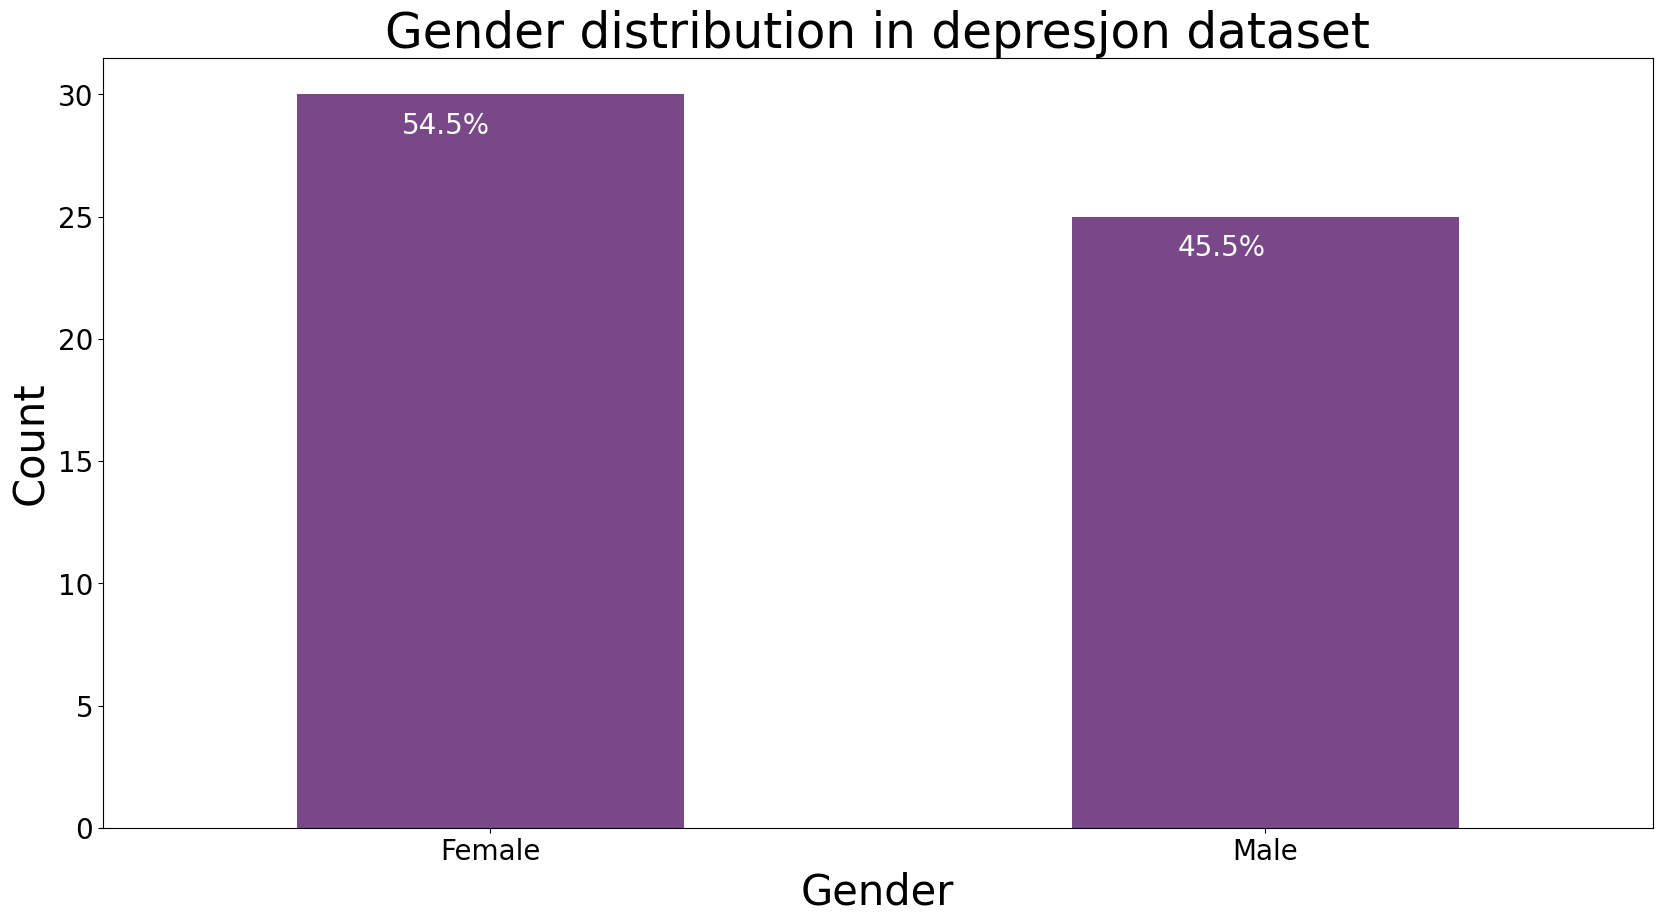 Gender distribution in depresjon dataset
30
25
20
15
10
5
0
Count
54.5%
45.5%
Female
Male
Gender